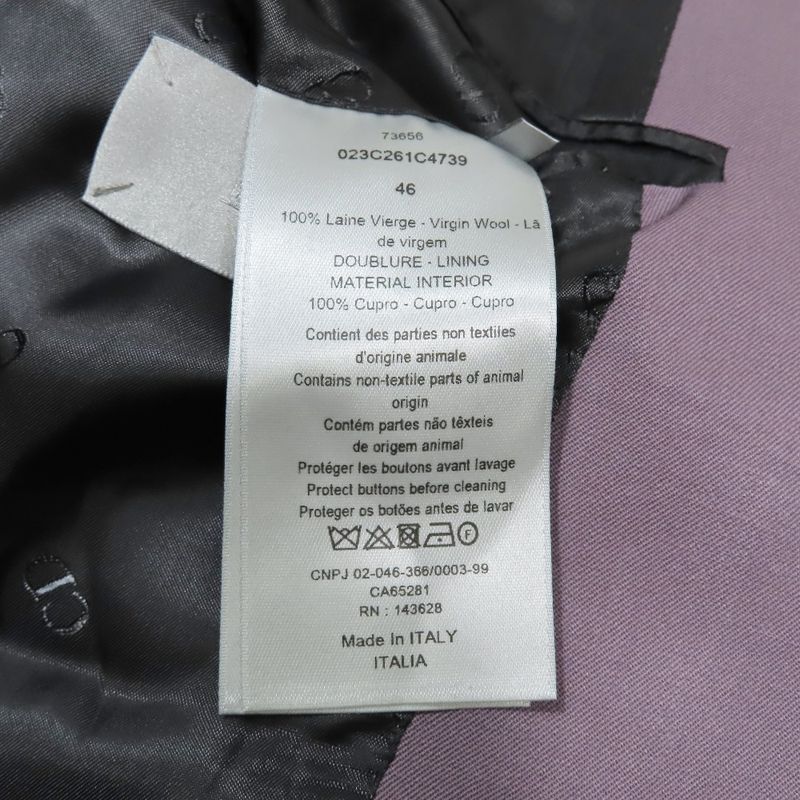 73656
023C261C4739
46
100% Laine Vierge - Virgin Wool - Lã
de virgem
DOUBLURE - LINING
MATERIAL INTERIOR
100% Cupro - Cupro - Cupro
Contient des parties non textiles
d'origine animale
Contains non-textile parts of animal
origin
Contém partes não têxteis
de origem animal
Protéger les boutons avant lavage
Protect buttons before cleaning
Proteger os botões antes de lavar
F
CNPJ 02-046-366/0003-99
CA65281
RN : 143628
Made In ITALY
ITALIA
CD